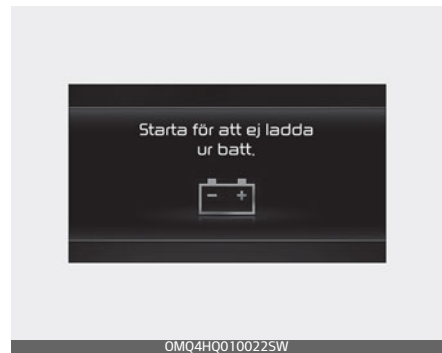 Starta för att ej ladda
ur batt.
- +
OMQ4HQ010022SW